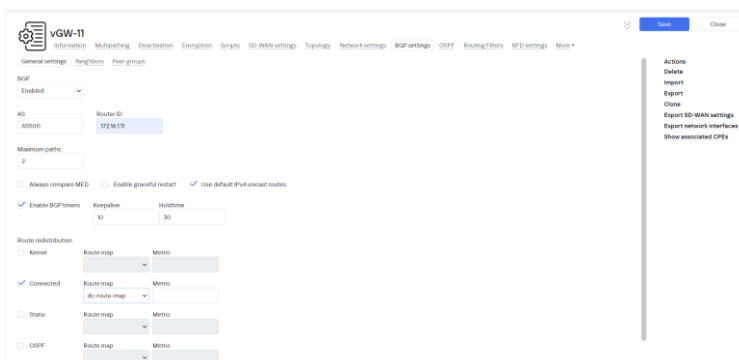 vGW-11
Save Close
Information Multipathing Deactivation Encryption Scripts SD-WAN settings Topology Network settings BGP settings OSPF Routing Filters BFD settings More
General settings Neighbors Peer groups
BGP
Enabled
AS Router ID
65500 172.16.1.11
Maximum paths
2
Always compare MED Enable graceful restart Use default IPv4 unicast routes
Enable BGP timers Keepalive Holdtime
10 30
Route redistribution
Kernel Route map Metric
Connected Route map Metric
dc-route-map
Static Route map Metric
OSPF Route map Metric
Actions
Delete
Import
Export
Clone
Export SD-WAN settings
Export network interfaces
Show associated CPEs